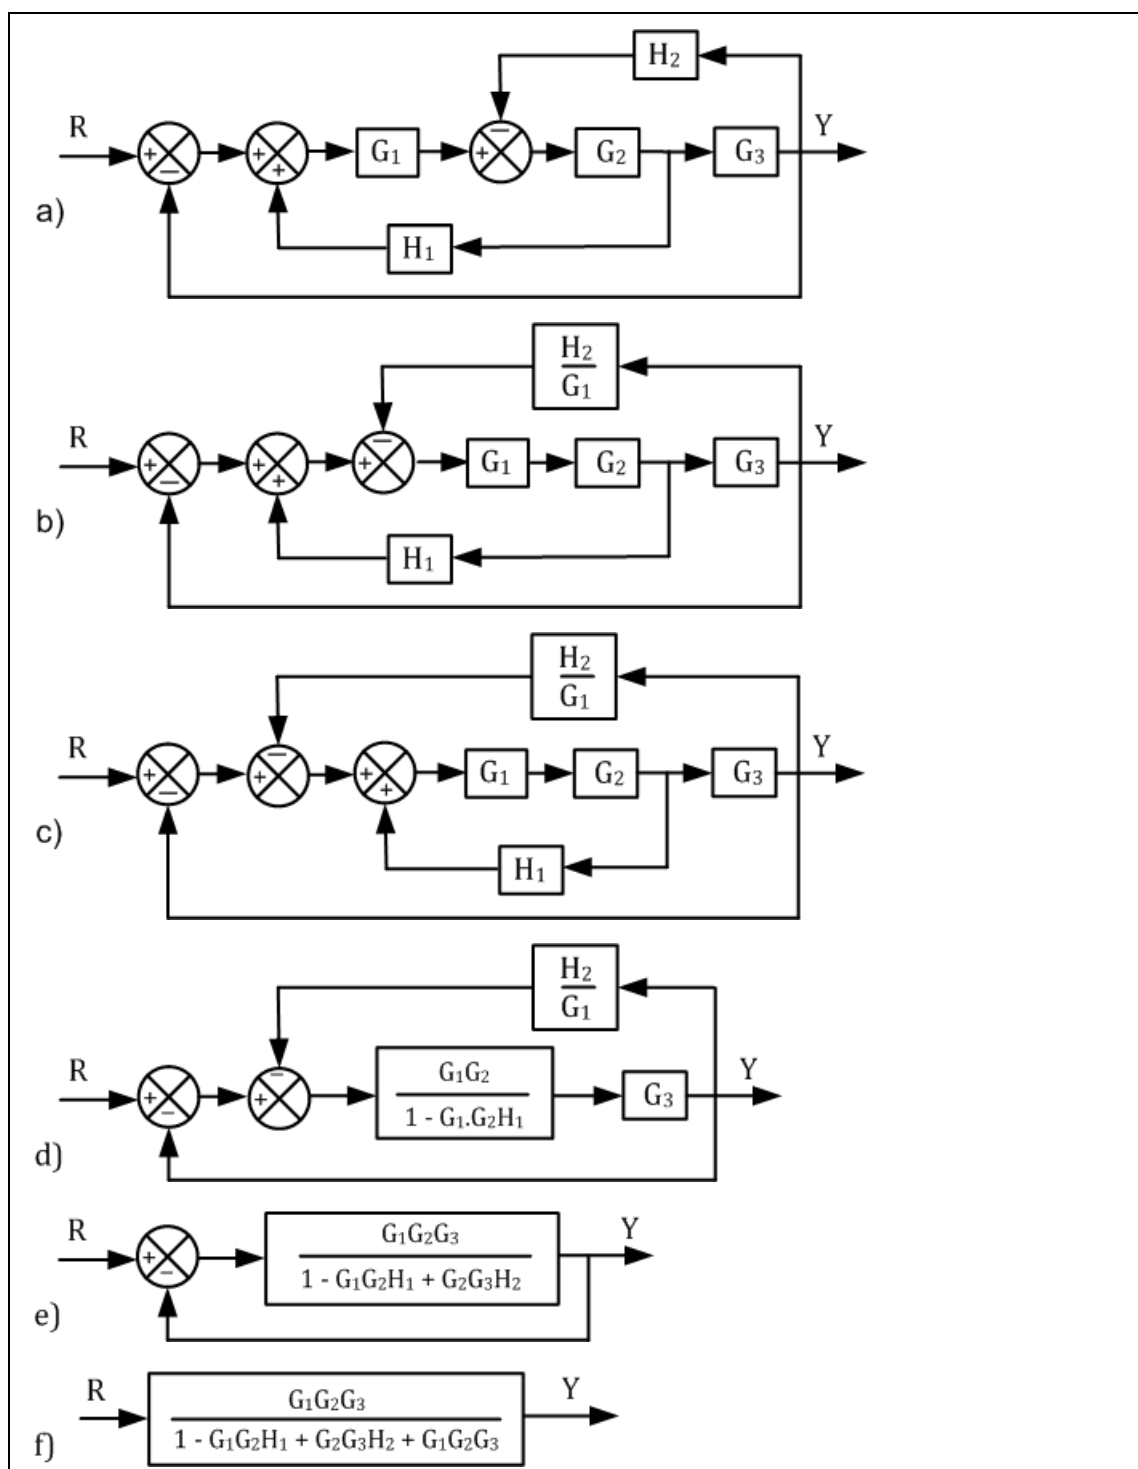 H₂
R
+
−
+
+
G₁
+
−
G₂
G₃
Y
a)
H₁
H₂
G₁
R
+
−
+
+
+
−
G₁
G₂
G₃
Y
b)
H₁
H₂
G₁
R
+
−
+
−
+
+
G₁
G₂
G₃
Y
c)
H₁
H₂
G₁
R
+
−
+
−
G₁G₂
1 - G₁.G₂H₁
G₃
Y
d)
R
+
−
G₁G₂G₃
1 - G₁G₂H₁ + G₂G₃H₂
Y
e)
R
G₁G₂G₃
1 - G₁G₂H₁ + G₂G₃H₂ + G₁G₂G₃
Y
f)